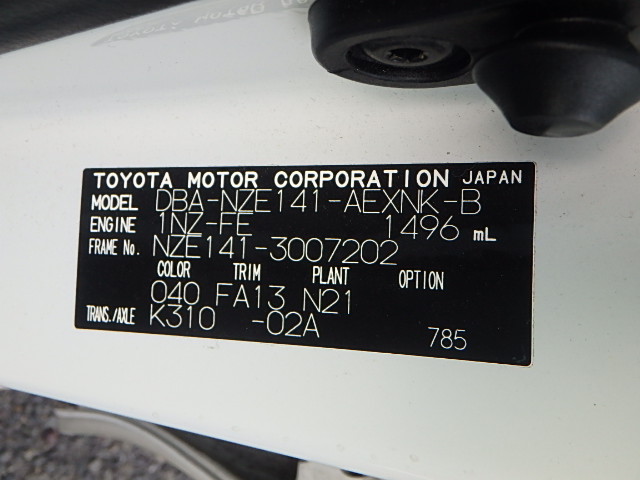 TOYOTA MOTOR CORPORATION JAPAN
MODEL DBA-NZE141-AEXNK-B
ENGINE 1NZ-FE 1496 mL
FRAME No. NZE141-3007202
COLOR TRIM PLANT OPTION
040 FA13 N21
TRANS./AXLE K310 -02A
785